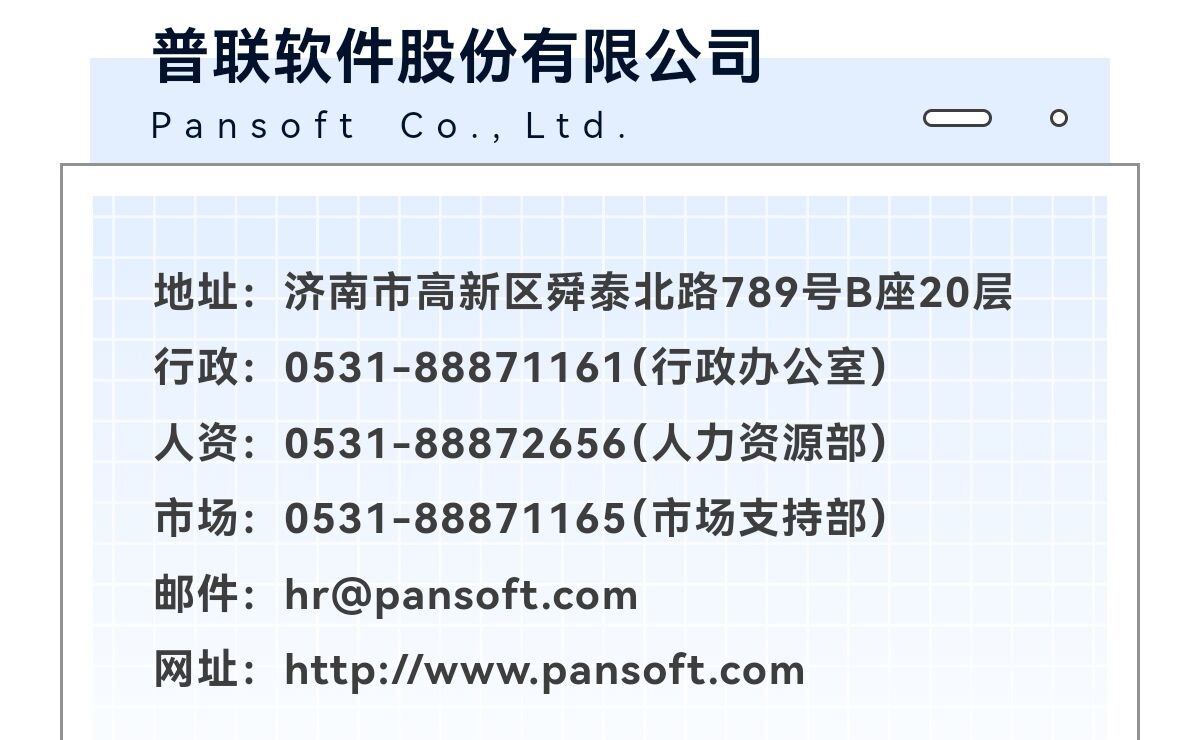 普联软件股份有限公司
Pansoft Co., Ltd.
地址：济南市高新区舜泰北路789号B座20层
行政：0531-88871161(行政办公室)
人资：0531-88872656(人力资源部)
市场：0531-88871165(市场支持部)
邮件：hr@pansoft.com
网址：http://www.pansoft.com